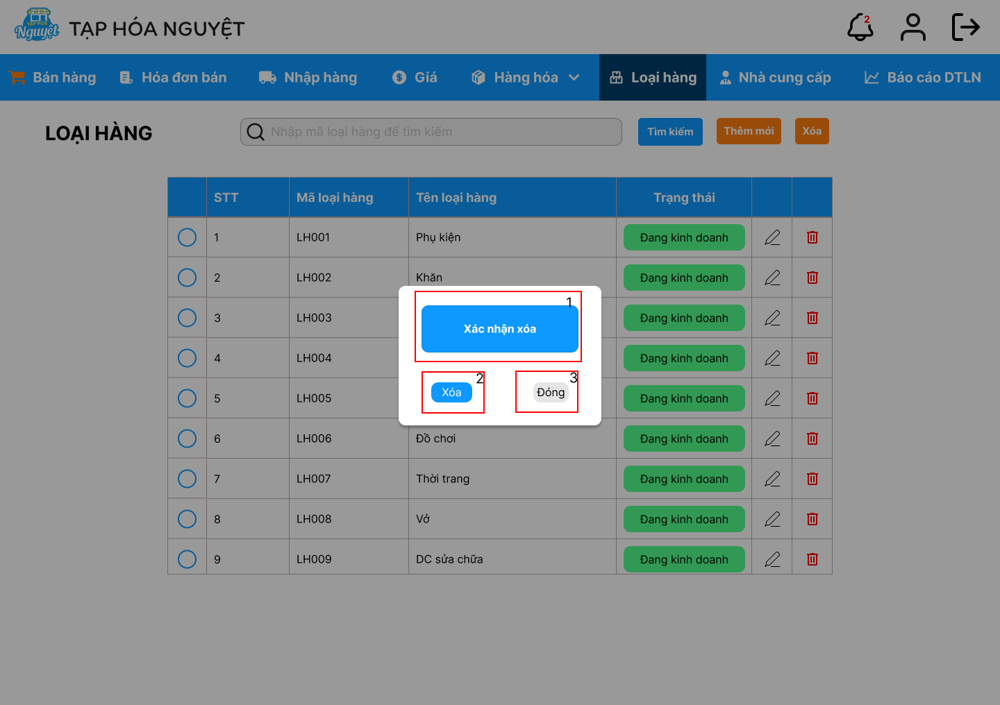 TẠP HÓA
Nguyệt
TẠP HÓA NGUYỆT
2
Bán hàng
Hóa đơn bán
Nhập hàng
Giá
Hàng hóa
Loại hàng
Nhà cung cấp
Báo cáo DTLN
LOẠI HÀNG
Nhập mã loại hàng để tìm kiếm
Tìm kiếm
Thêm mới
Xóa
STT Mã loại hàng Tên loại hàng Trạng thái
1 LH001 Phụ kiện Đang kinh doanh
2 LH002 Khăn Đang kinh doanh
3 LH003 Đang kinh doanh
4 LH004 Đang kinh doanh
5 LH005 Đang kinh doanh
6 LH006 Đồ chơi Đang kinh doanh
7 LH007 Thời trang Đang kinh doanh
8 LH008 Vở Đang kinh doanh
9 LH009 DC sửa chữa Đang kinh doanh
1
Xác nhận xóa
2
Xóa
3
Đóng